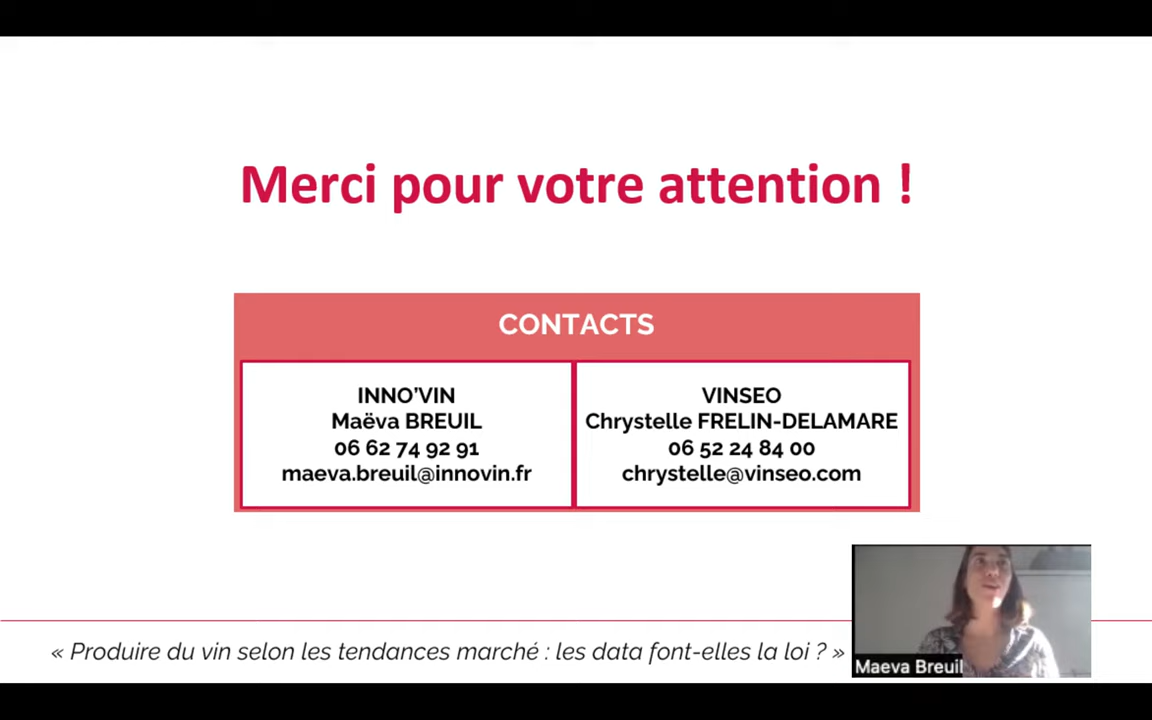 Merci pour votre attention !
CONTACTS
INNO'VIN
Maëva BREUIL
06 62 74 92 91
maeva.breuil@innovin.fr
VINSEO
Chrystelle FRELIN-DELAMARE
06 52 24 84 00
chrystelle@vinseo.com
« Produire du vin selon les tendances marché : les data font-elles la loi ? »
Maeva Breuil